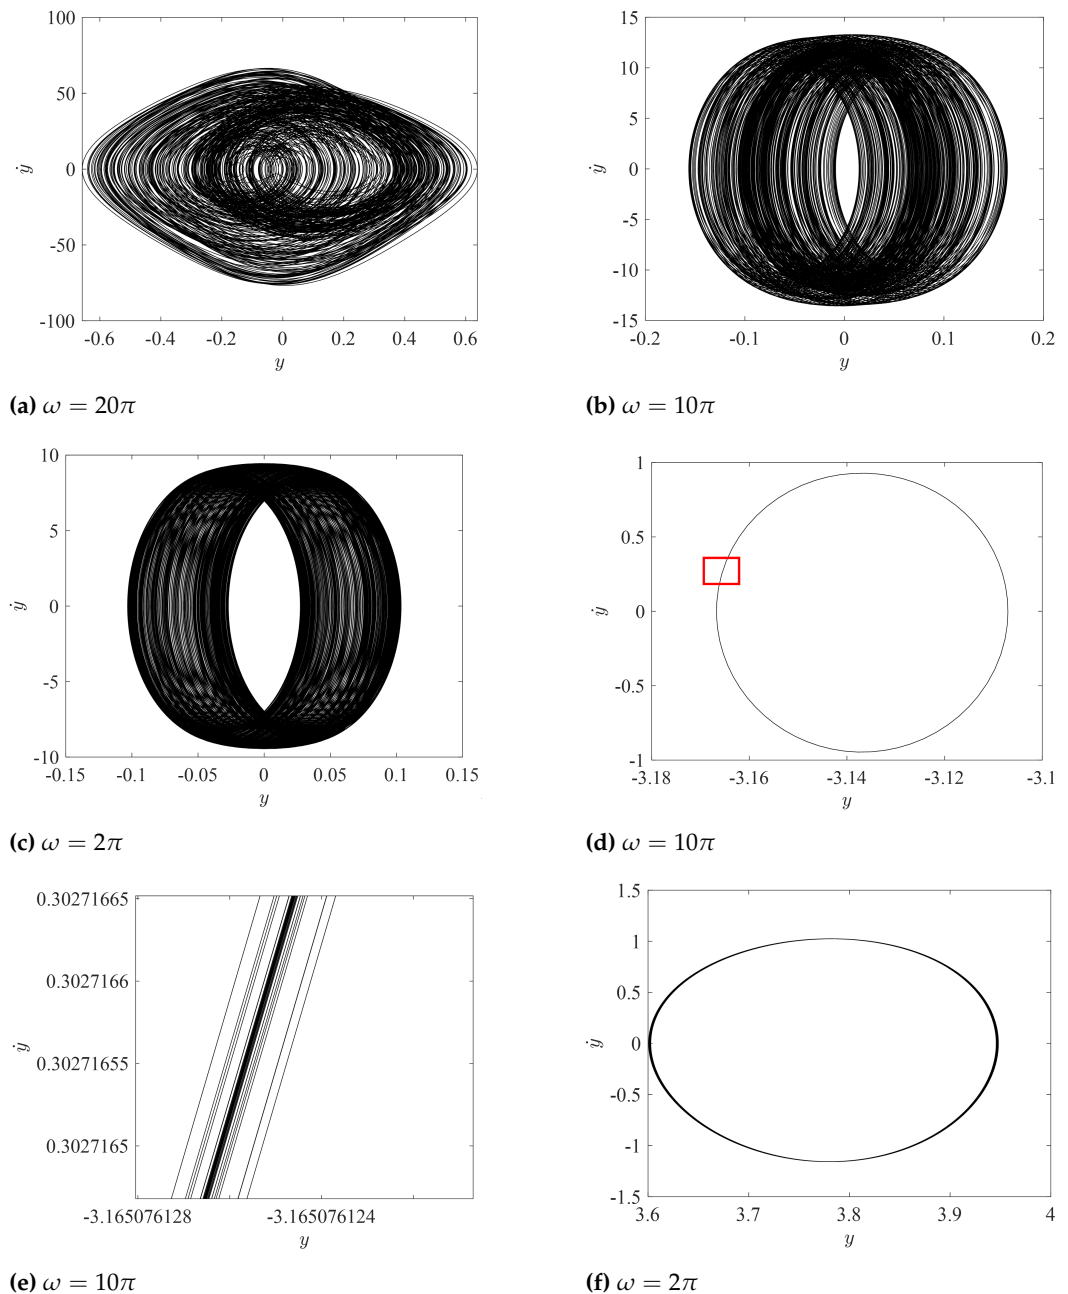 100
50
0
-50
-100
ẏ
-0.6 -0.4 -0.2 0 0.2 0.4 0.6
y
(a) ω = 20π
15
10
5
0
-5
-10
-15
ẏ
-0.2 -0.1 0 0.1 0.2
y
(b) ω = 10π
10
5
0
-5
-10
ẏ
-0.15 -0.1 -0.05 0 0.05 0.1 0.15
y
(c) ω = 2π
1
0.5
0
-0.5
-1
ẏ
-3.18 -3.16 -3.14 -3.12 -3.1
y
(d) ω = 10π
0.30271665
0.3027166
0.30271655
0.3027165
ẏ
-3.165076128 -3.165076124
y
(e) ω = 10π
1.5
1
0.5
0
-0.5
-1
-1.5
ẏ
3.6 3.7 3.8 3.9 4
y
(f) ω = 2π